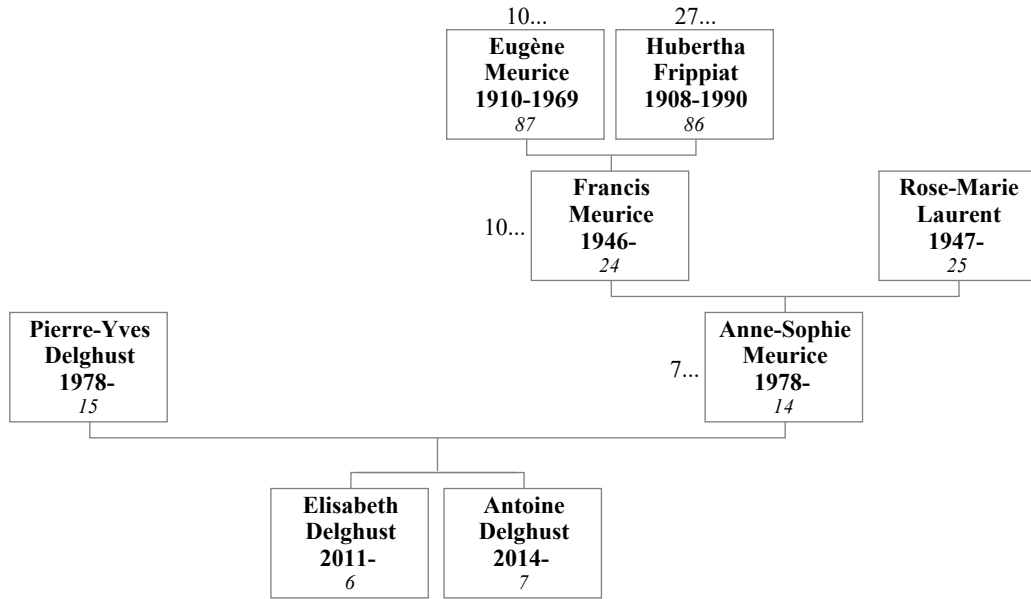 10...
Eugène
Meurice
1910-1969
87
27...
Hubertha
Frippiat
1908-1990
86
10...
Francis
Meurice
1946-
24
Rose-Marie
Laurent
1947-
25
Pierre-Yves
Delghust
1978-
15
7...
Anne-Sophie
Meurice
1978-
14
Elisabeth
Delghust
2011-
6
Antoine
Delghust
2014-
7